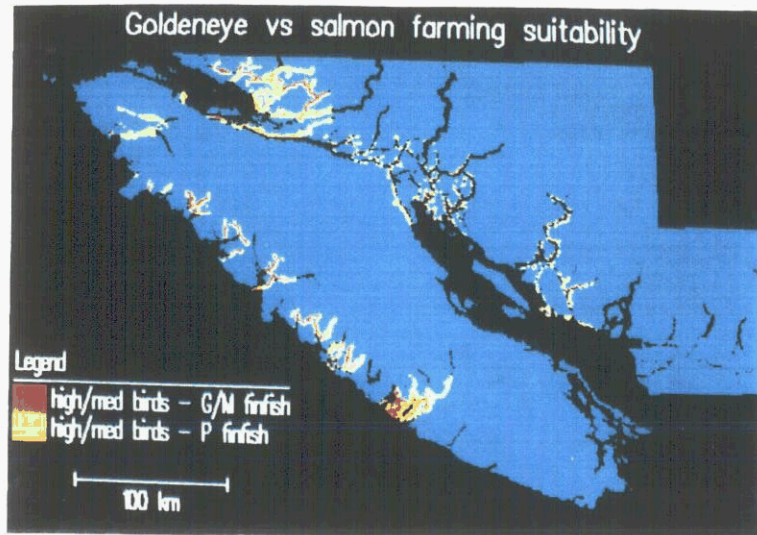 Goldeneye vs salmon farming suitability
Legend
high/med birds - G/M finfish
high/med birds - P finfish
100 km